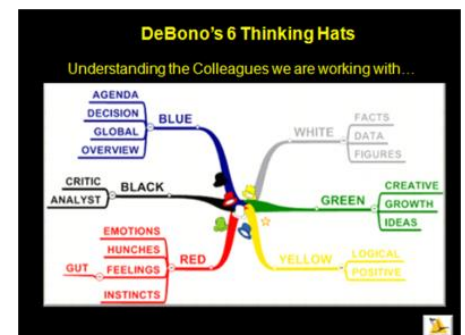 DeBono's 6 Thinking Hats
Understanding the Colleagues we are working with...
AGENDA
DECISION
GLOBAL
OVERVIEW
BLUE
CRITIC
ANALYST
BLACK
EMOTIONS
HUNCHES
GUT
FEELINGS
INSTINCTS
RED
WHITE
FACTS
DATA
FIGURES
GREEN
CREATIVE
GROWTH
IDEAS
YELLOW
LOGICAL
POSITIVE